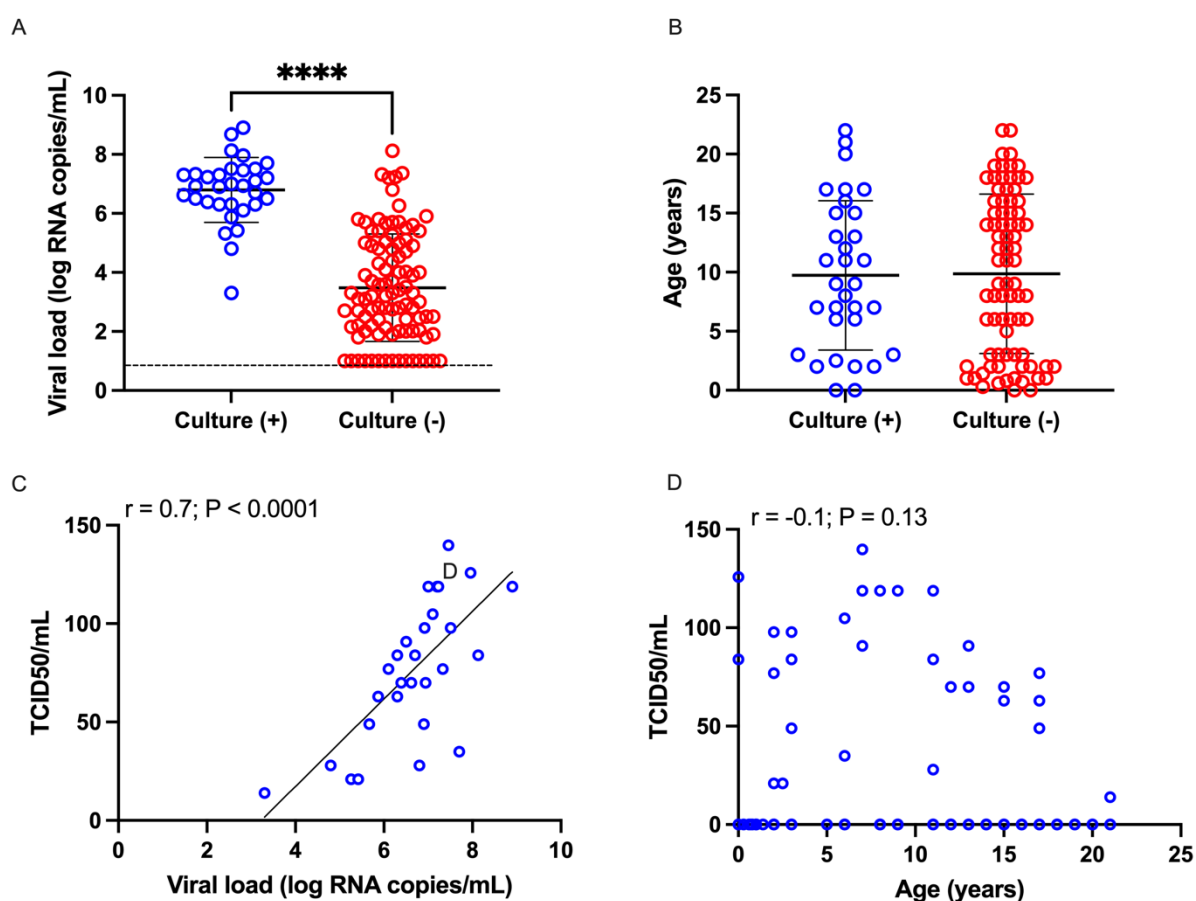 A
Viral load (log RNA copies/mL)
****
10
8
6
4
2
0
Culture (+)
Culture (-)
B
Age (years)
25
20
15
10
5
0
Culture (+)
Culture (-)
C
r = 0.7; P < 0.0001
TCID50/mL
150
100
50
0
D
0
2
4
6
8
10
Viral load (log RNA copies/mL)
D
r = -0.1; P = 0.13
TCID50/mL
150
100
50
0
0
5
10
15
20
25
Age (years)